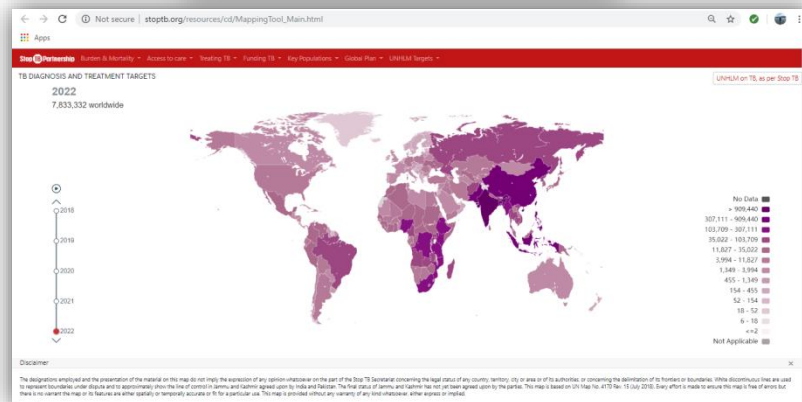 Not secure | stoptb.org/resources/cd/MappingTool_Main.html
Apps
Stop TB Partnership Burden & Mortality Access to care Treating TB Funding TB Key Populations Global Plan UNHLM Targets
TB DIAGNOSIS AND TREATMENT TARGETS
UNHLM on TB, as per Stop TB
2022
7,833,332 worldwide
2018
2019
2020
2021
2022
No Data
> 909,440
307,111 - 909,440
103,709 - 307,111
35,022 - 103,709
11,827 - 35,022
3,994 - 11,827
1,349 - 3,994
455 - 1,349
154 - 455
52 - 154
18 - 52
6 - 18
<=2
Not Applicable
Disclaimer
The designations employed and the presentation of the material on this map do not imply the expression of any opinion whatsoever on the part of the Stop TB Secretariat concerning the legal status of any country, territory, city or area or of its authorities, or concerning the delimitation of its frontiers or boundaries. White discontinuous lines are used
to represent boundaries under dispute and to approximately show the line of control in Jammu and Kashmir agreed upon by India and Pakistan. The final status of Jammu and Kashmir has not yet been agreed upon by the parties. This map is based on UN Map No. 4170 Rev. 15 (July 2018). Every effort is made to ensure this map is free of errors but
there is no warrant the map or its features are either spatially or temporally accurate or fit for a particular use. This map is provided without any warranty of any kind whatsoever, either express or implied.